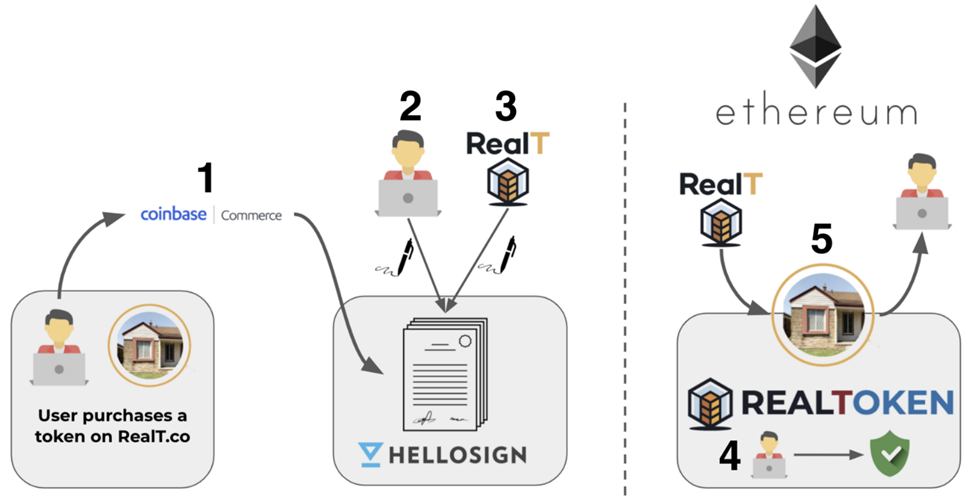 1
coinbase | Commerce
User purchases a
token on RealT.co
2
3
RealT
HELLOSIGN
ethereum
RealT
5
REALTOKEN
4